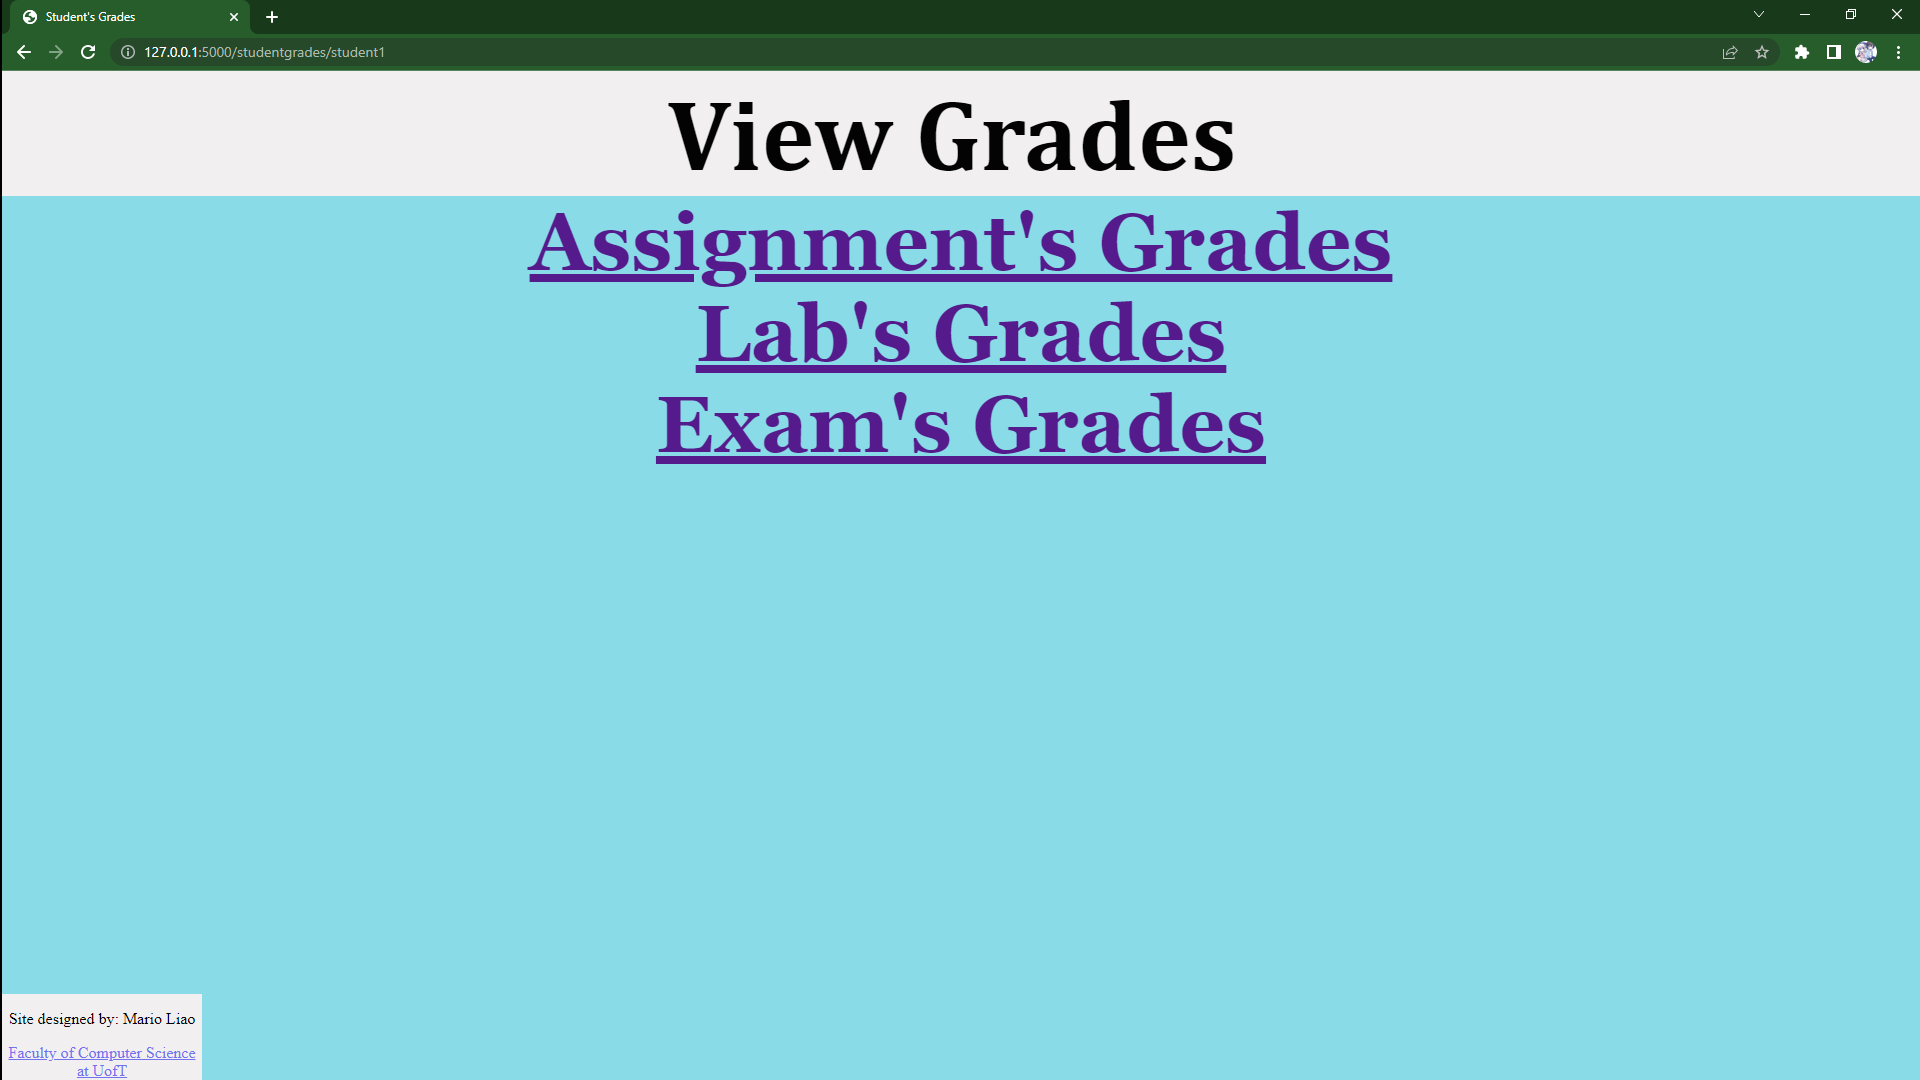 Student's Grades
127.0.0.1:5000/studentgrades/student1
View Grades
Assignment's Grades
Lab's Grades
Exam's Grades
Site designed by: Mario Liao
Faculty of Computer Science
at UofT